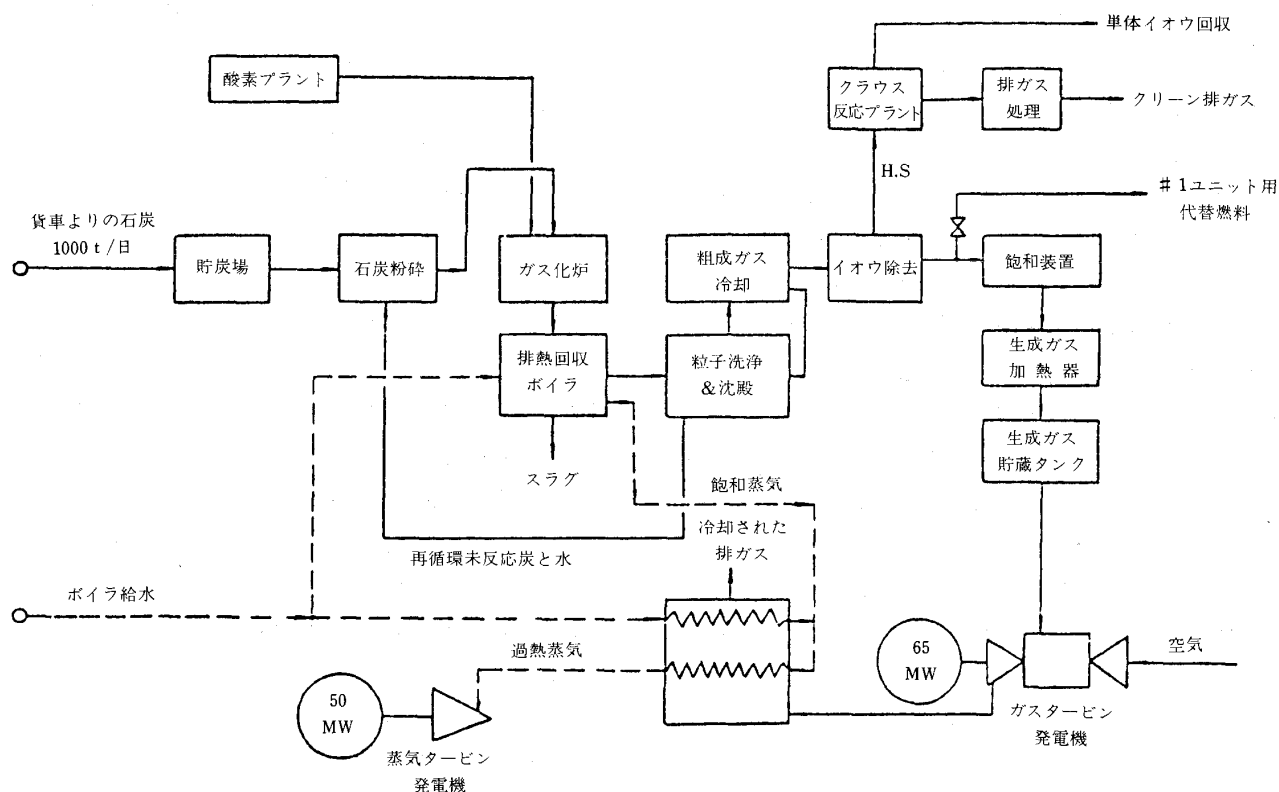 単体イオウ回収
酸素プラント
クラウス
反応プラント
排ガス
処理
クリーン排ガス
H.S
#1ユニット用
代替燃料
貨車よりの石炭
1000t/日
貯炭場
石炭粉砕
ガス化炉
粗成ガス
冷却
イオウ除去
飽和装置
排熱回収
ボイラ
粒子洗浄
&沈殿
生成ガス
加熱器
生成ガス
貯蔵タンク
スラグ
飽和蒸気
冷却された
排ガス
再循環未反応炭と水
ボイラ給水
過熱蒸気
65
MW
空気
50
MW
ガスタービン
発電機
蒸気タービン
発電機